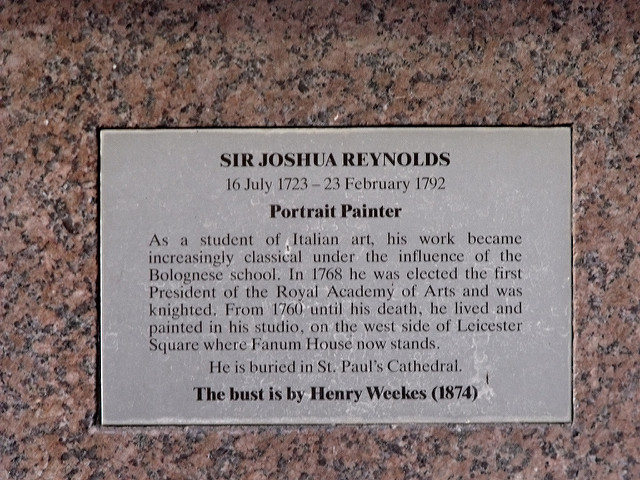 SIR JOSHUA REYNOLDS
16 July 1723 – 23 February 1792
Portrait Painter
As a student of Italian art, his work became
increasingly classical under the influence of the
Bolognese school. In 1768 he was elected the first
President of the Royal Academy of Arts and was
knighted. From 1760 until his death, he lived and
painted in his studio, on the west side of Leicester
Square where Fanum House now stands.
He is buried in St. Paul's Cathedral.
The bust is by Henry Weekes (1874)